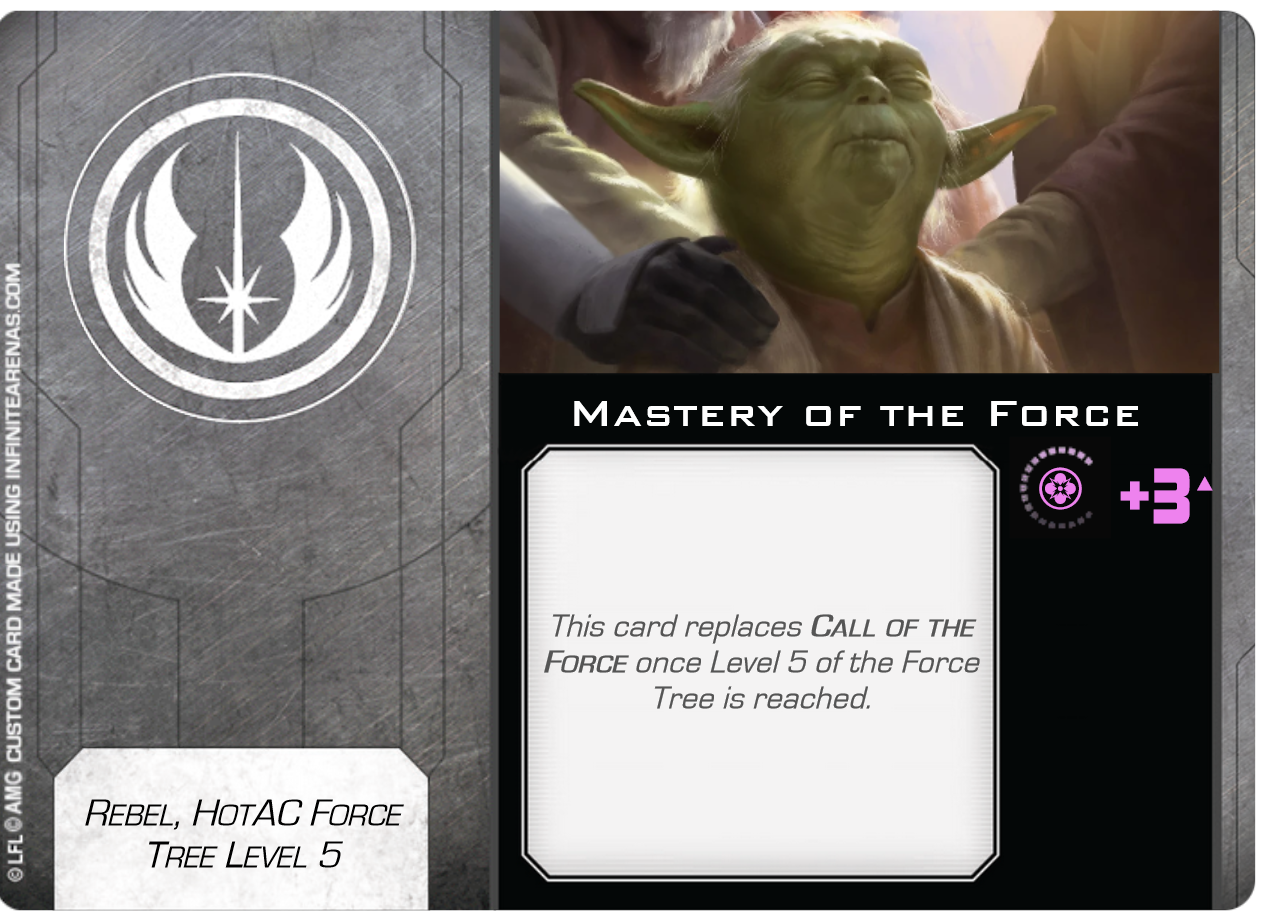 © LFL © AMG CUSTOM CARD MADE USING INFINITEARENAS.COM
REBEL, HOTAC FORCE
TREE LEVEL 5
MASTERY OF THE FORCE
This card replaces CALL OF THE
FORCE once Level 5 of the Force
Tree is reached.
+3